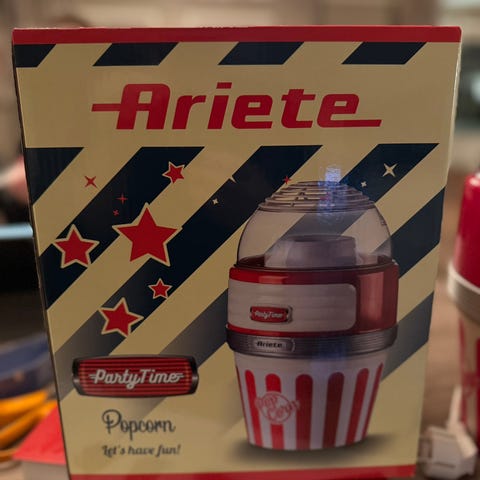 Ariete
PartyTime
Ariete
PartyTime
Pop Corn
Popcorn
Let's have fun!